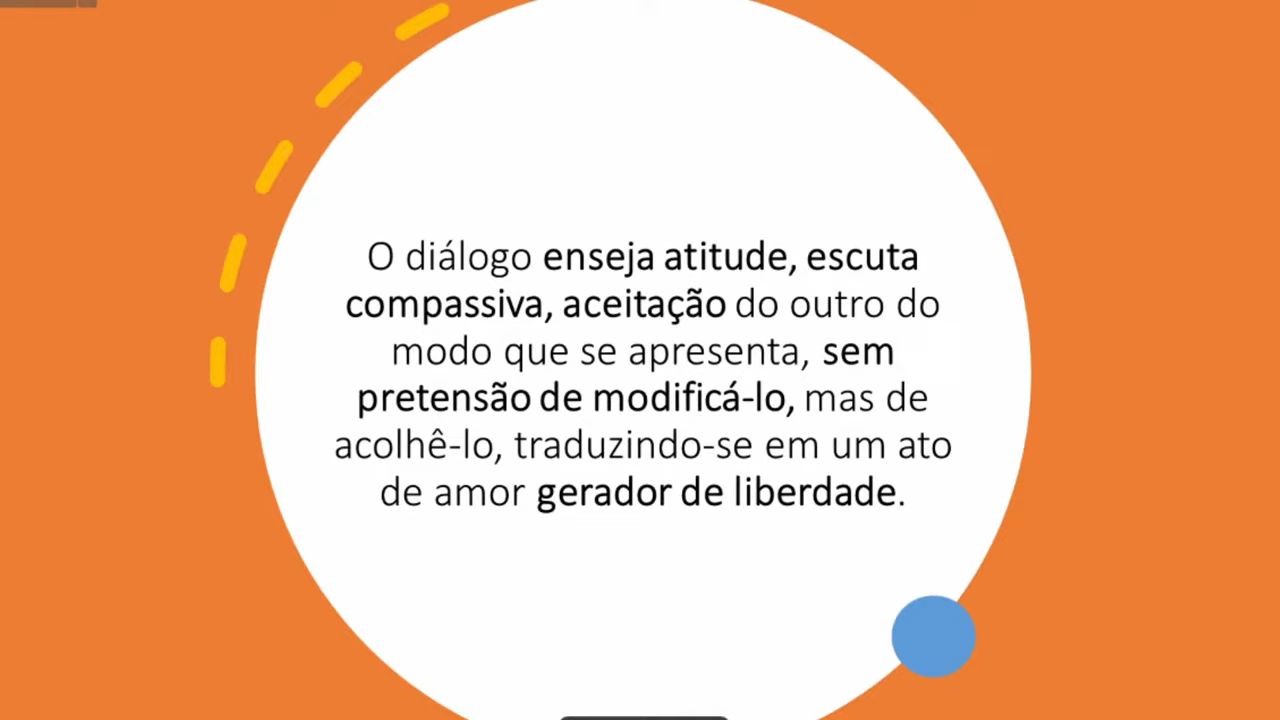 O diálogo enseja atitude, escuta
compassiva, aceitação do outro do
modo que se apresenta, sem
pretensão de modificá-lo, mas de
acolhê-lo, traduzindo-se em um ato
de amor gerador de liberdade.